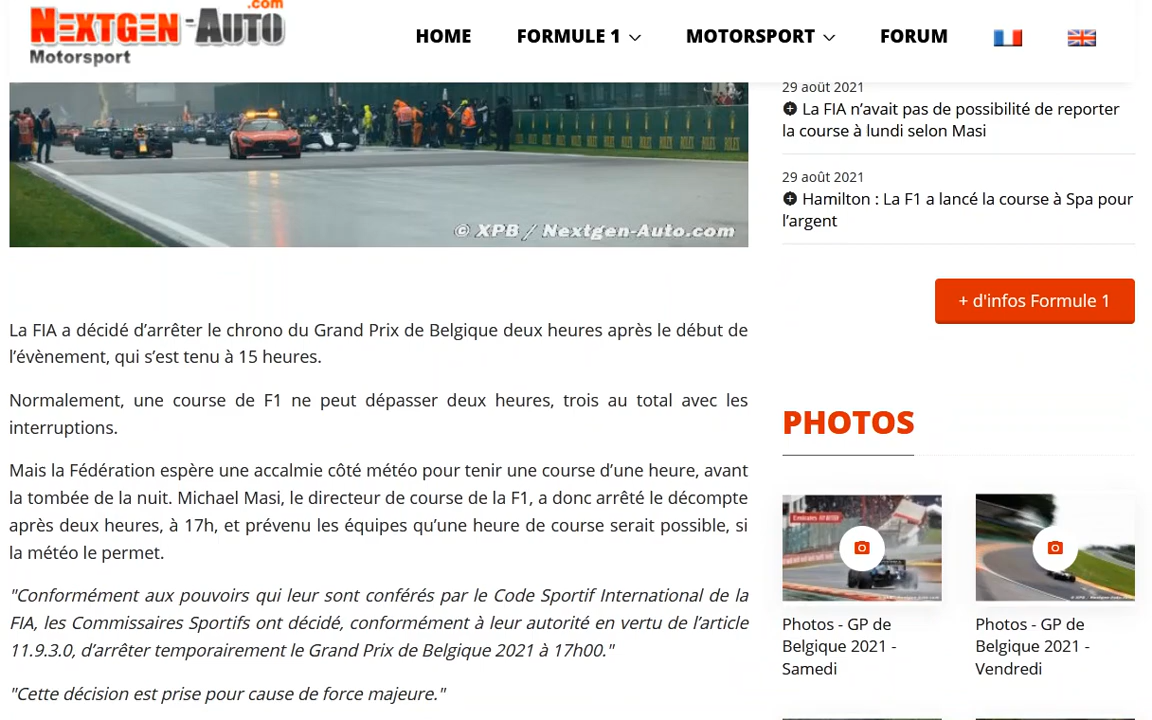 .com
NEXTGEN-AUTO
Motorsport
HOME
FORMULE 1
MOTORSPORT
FORUM
© XPB / Nextgen-Auto.com
La FIA a décidé d’arrêter le chrono du Grand Prix de Belgique deux heures après le début de
l’évènement, qui s’est tenu à 15 heures.
Normalement, une course de F1 ne peut dépasser deux heures, trois au total avec les
interruptions.
Mais la Fédération espère une accalmie côté météo pour tenir une course d’une heure, avant
la tombée de la nuit. Michael Masi, le directeur de course de la F1, a donc arrêté le décompte
après deux heures, à 17h, et prévenu les équipes qu’une heure de course serait possible, si
la météo le permet.
"Conformément aux pouvoirs qui leur sont conférés par le Code Sportif International de la
FIA, les Commissaires Sportifs ont décidé, conformément à leur autorité en vertu de l’article
11.9.3.0, d’arrêter temporairement le Grand Prix de Belgique 2021 à 17h00."
"Cette décision est prise pour cause de force majeure."
29 août 2021
La FIA n’avait pas de possibilité de reporter
la course à lundi selon Masi
29 août 2021
Hamilton : La F1 a lancé la course à Spa pour
l’argent
+ d'infos Formule 1
PHOTOS
Photos - GP de
Belgique 2021 -
Samedi
Photos - GP de
Belgique 2021 -
Vendredi